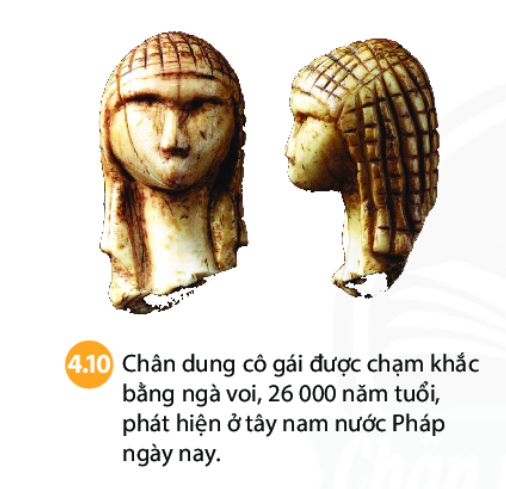 4.10 Chân dung cô gái được chạm khắc
bằng ngà voi, 26 000 năm tuổi,
phát hiện ở tây nam nước Pháp
ngày nay.